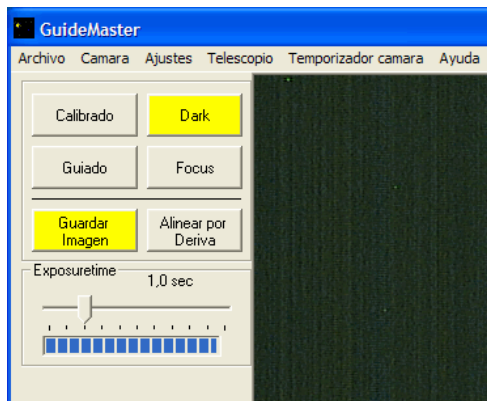 GuideMaster
Archivo Camara Ajustes Telescopio Temporizador camara Ayuda
Calibrado Dark
Guiado Focus
Guardar Imagen
Alinear por Deriva
Exposuretime
1,0 sec